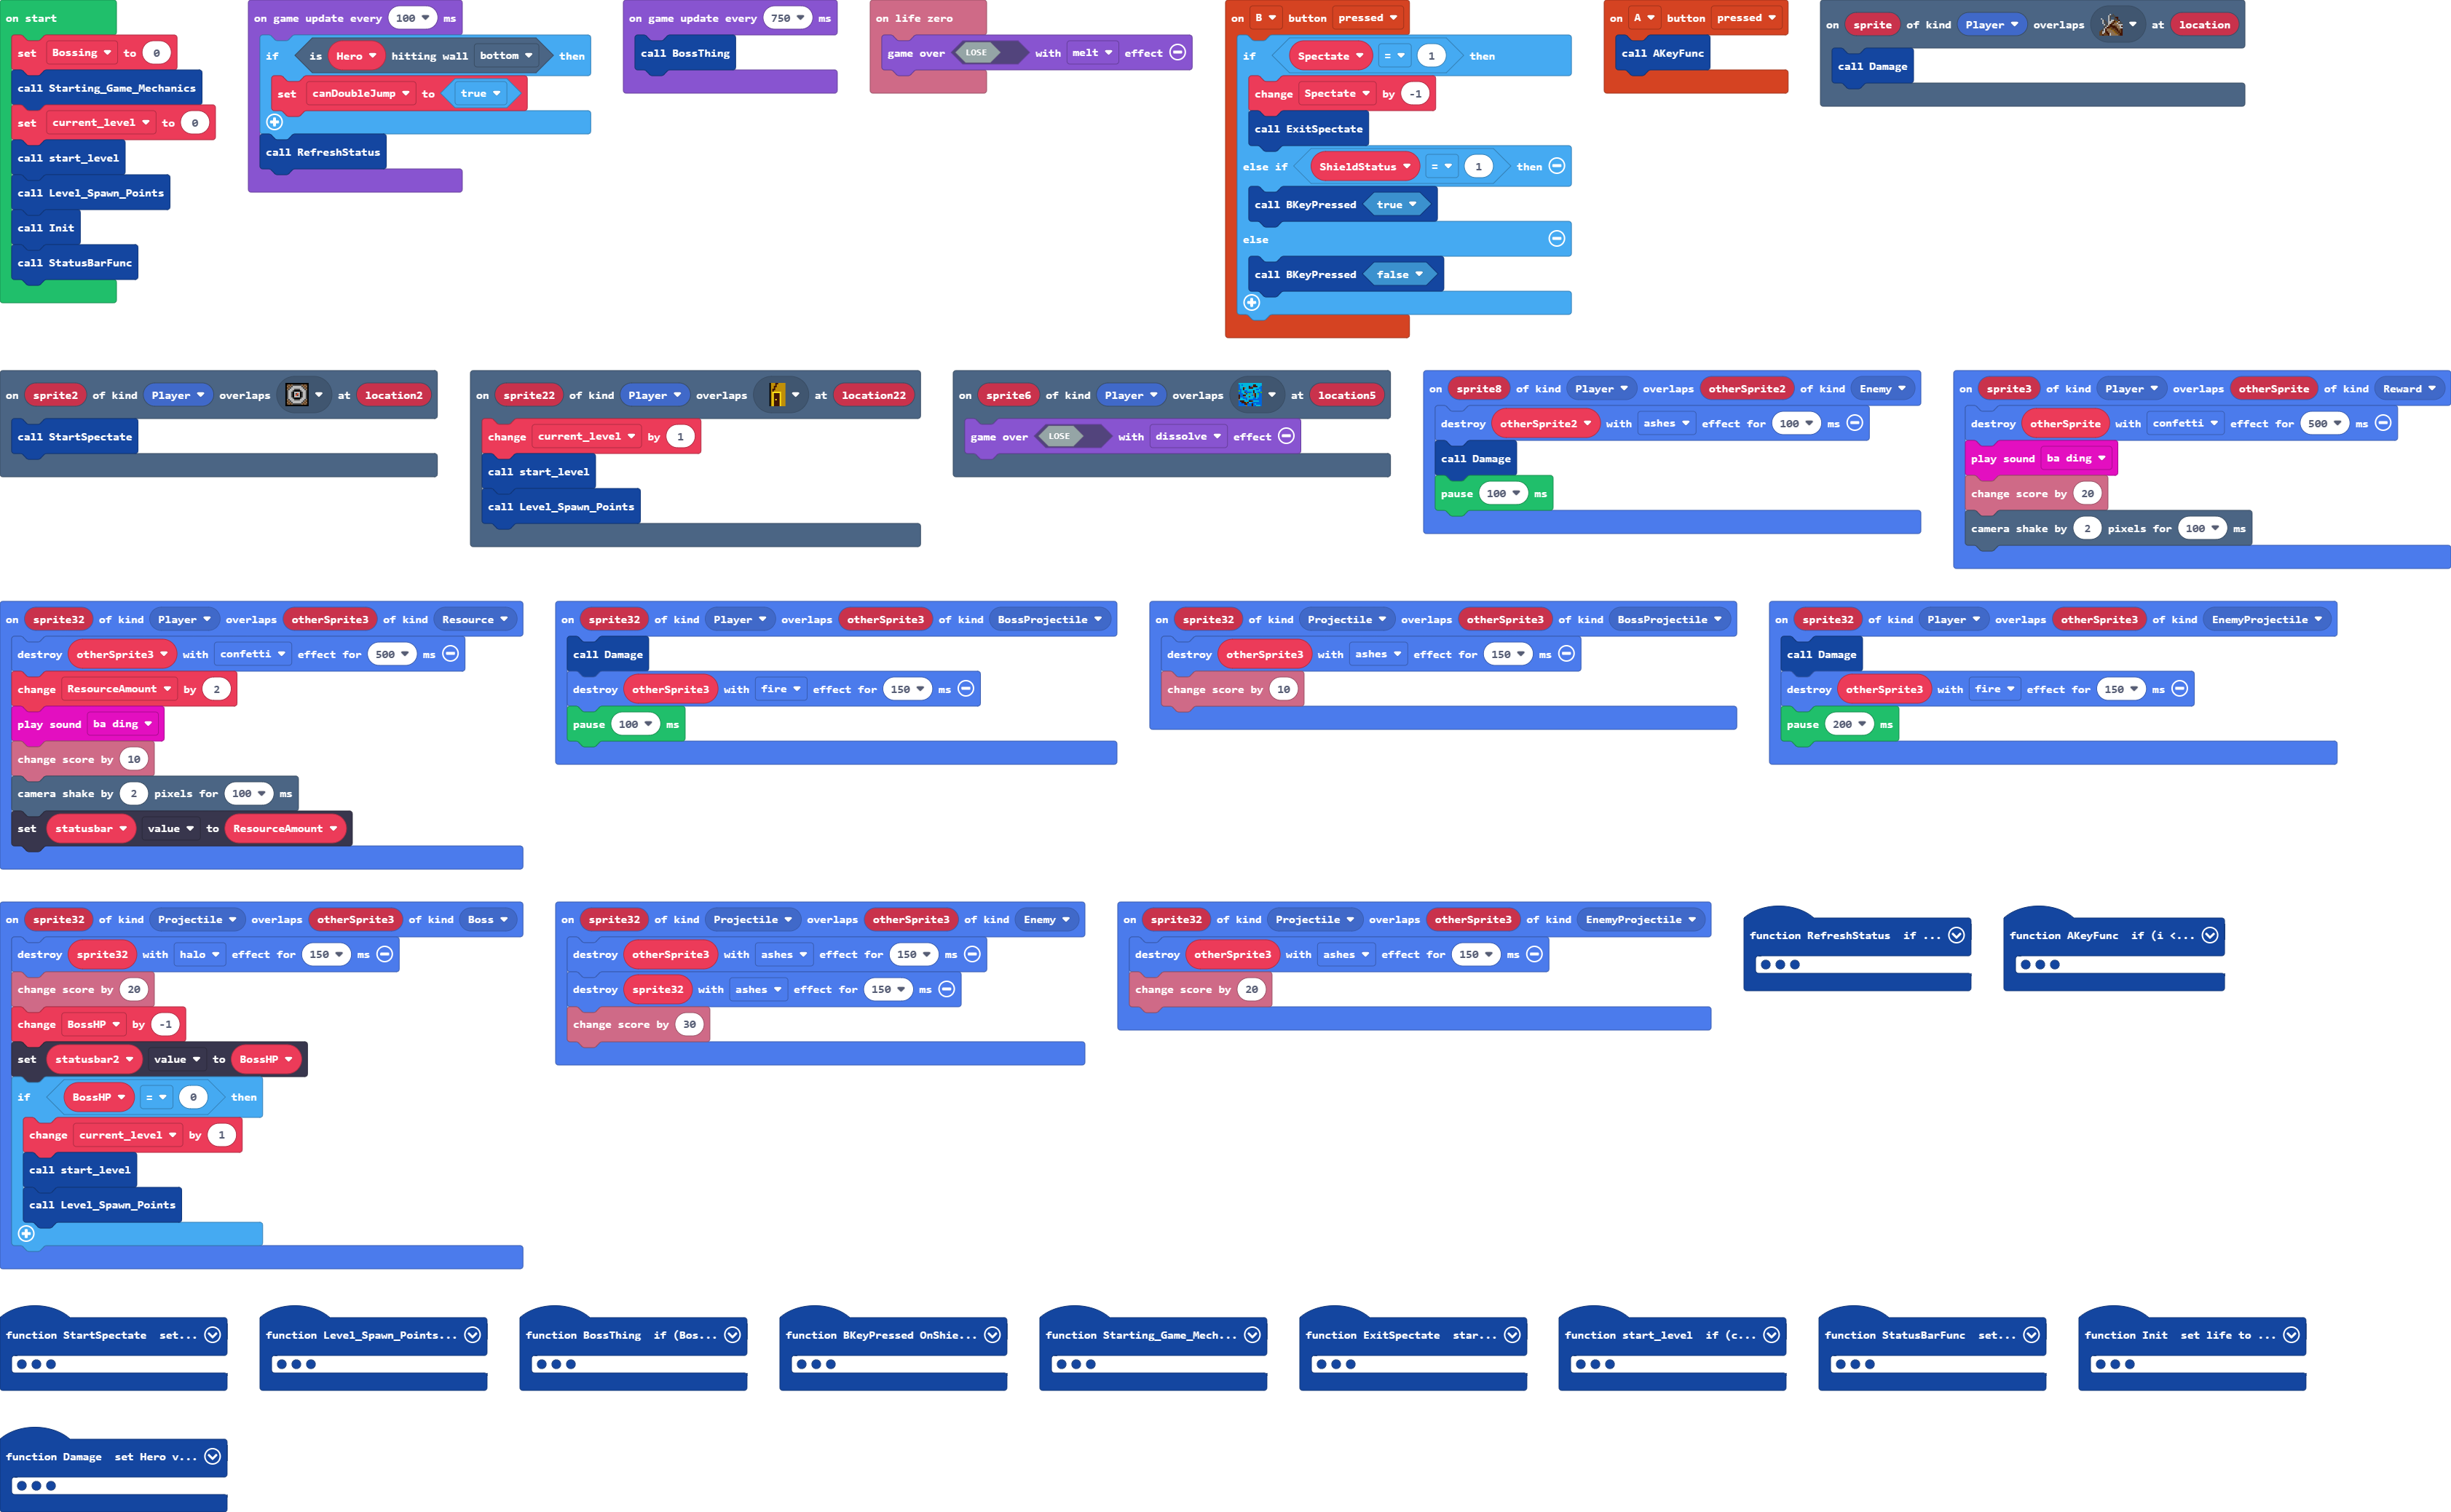 on start
set Bossing to 0
call Starting_Game_Mechanics
set current_level to 0
call start_level
call Level_Spawn_Points
call Init
call StatusBarFunc
on game update every 100 ms
if is Hero hitting wall bottom then
set canDoubleJump to true
call RefreshStatus
on game update every 750 ms
call BossThing
on life zero
game over LOSE with melt effect
on B button pressed
if Spectate = 1 then
change Spectate by -1
call ExitSpectate
else if ShieldStatus = 1 then
call BKeyPressed true
else
call BKeyPressed false
on A button pressed
call AKeyFunc
on sprite of kind Player overlaps at location
call Damage
on sprite2 of kind Player overlaps at location2
call StartSpectate
on sprite22 of kind Player overlaps at location22
change current_level by 1
call start_level
call Level_Spawn_Points
on sprite6 of kind Player overlaps at location5
game over LOSE with dissolve effect
on sprite8 of kind Player overlaps otherSprite2 of kind Enemy
destroy otherSprite2 with ashes effect for 100 ms
call Damage
pause 100 ms
on sprite3 of kind Player overlaps otherSprite of kind Reward
destroy otherSprite with confetti effect for 500 ms
play sound ba ding
change score by 20
camera shake by 2 pixels for 100 ms
on sprite32 of kind Player overlaps otherSprite3 of kind Resource
destroy otherSprite3 with confetti effect for 500 ms
change ResourceAmount by 2
play sound ba ding
change score by 10
camera shake by 2 pixels for 100 ms
set statusbar value to ResourceAmount
on sprite32 of kind Player overlaps otherSprite3 of kind BossProjectile
call Damage
destroy otherSprite3 with fire effect for 150 ms
pause 100 ms
on sprite32 of kind Projectile overlaps otherSprite3 of kind BossProjectile
destroy otherSprite3 with ashes effect for 150 ms
change score by 10
on sprite32 of kind Player overlaps otherSprite3 of kind EnemyProjectile
call Damage
destroy otherSprite3 with fire effect for 150 ms
pause 200 ms
on sprite32 of kind Projectile overlaps otherSprite3 of kind Boss
destroy sprite32 with halo effect for 150 ms
change score by 20
change BossHP by -1
set statusbar2 value to BossHP
if BossHP = 0 then
change current_level by 1
call start_level
call Level_Spawn_Points
on sprite32 of kind Projectile overlaps otherSprite3 of kind Enemy
destroy otherSprite3 with ashes effect for 150 ms
destroy sprite32 with ashes effect for 150 ms
change score by 30
on sprite32 of kind Projectile overlaps otherSprite3 of kind EnemyProjectile
destroy otherSprite3 with ashes effect for 150 ms
change score by 20
function RefreshStatus if ...
function AKeyFunc if (i <...
function StartSpectate set...
function Level_Spawn_Points...
function BossThing if (Bos...
function BKeyPressed OnShie...
function Starting_Game_Mech...
function ExitSpectate star...
function start_level if (c...
function StatusBarFunc set...
function Init set life to ...
function Damage set Hero v...